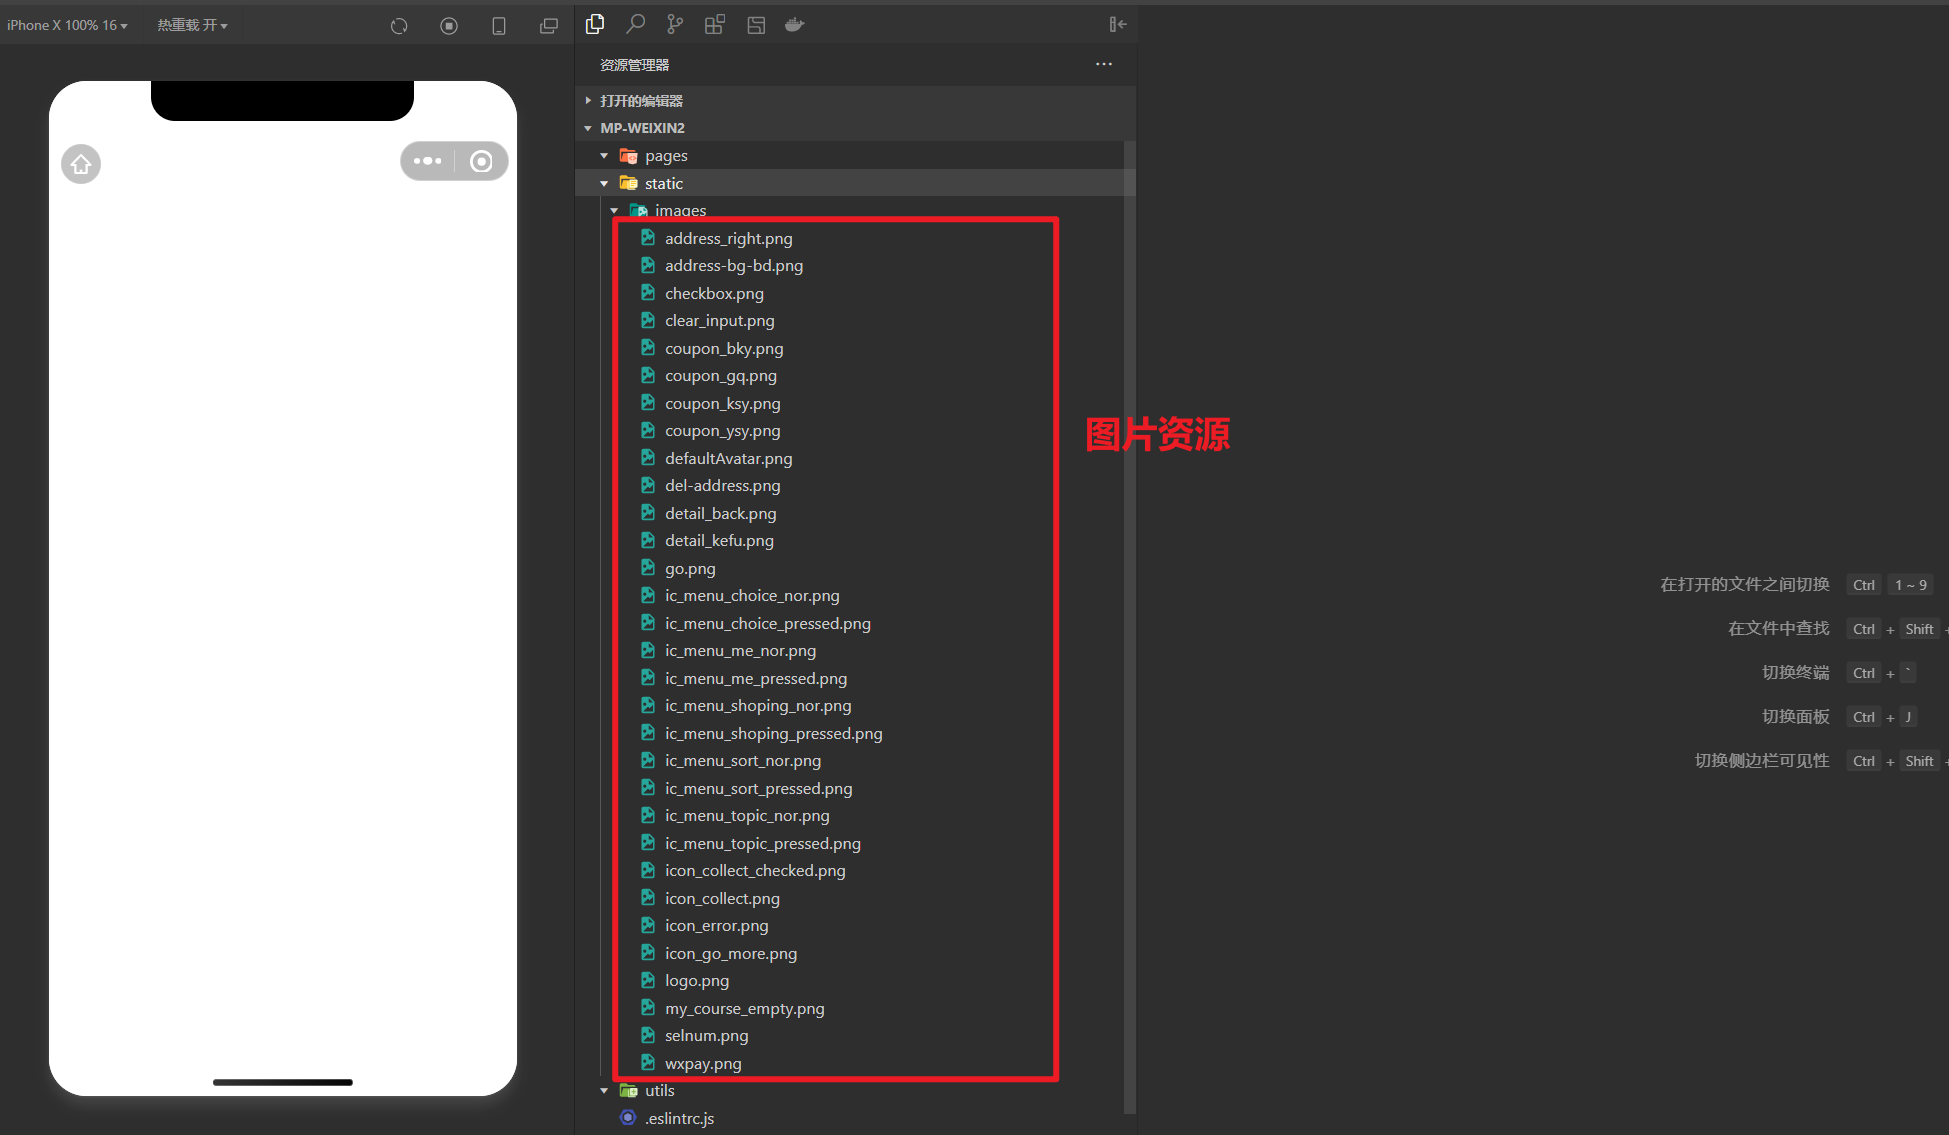 iPhone X 100% 16
热重载 开
资源管理器
打开的编辑器
MP-WEIXIN2
pages
static
images
address_right.png
address-bg-bd.png
checkbox.png
clear_input.png
coupon_bky.png
coupon_gq.png
coupon_ksy.png
coupon_ysy.png
defaultAvatar.png
del-address.png
detail_back.png
detail_kefu.png
go.png
ic_menu_choice_nor.png
ic_menu_choice_pressed.png
ic_menu_me_nor.png
ic_menu_me_pressed.png
ic_menu_shoping_nor.png
ic_menu_shoping_pressed.png
ic_menu_sort_nor.png
ic_menu_sort_pressed.png
ic_menu_topic_nor.png
ic_menu_topic_pressed.png
icon_collect_checked.png
icon_collect.png
icon_error.png
icon_go_more.png
logo.png
my_course_empty.png
selnum.png
wxpay.png
utils
.eslintrc.js
图片资源
在打开的文件之间切换 Ctrl 1 ~ 9
在文件中查找 Ctrl + Shift +
切换终端 Ctrl + `
切换面板 Ctrl + J
切换侧边栏可见性 Ctrl + Shift +